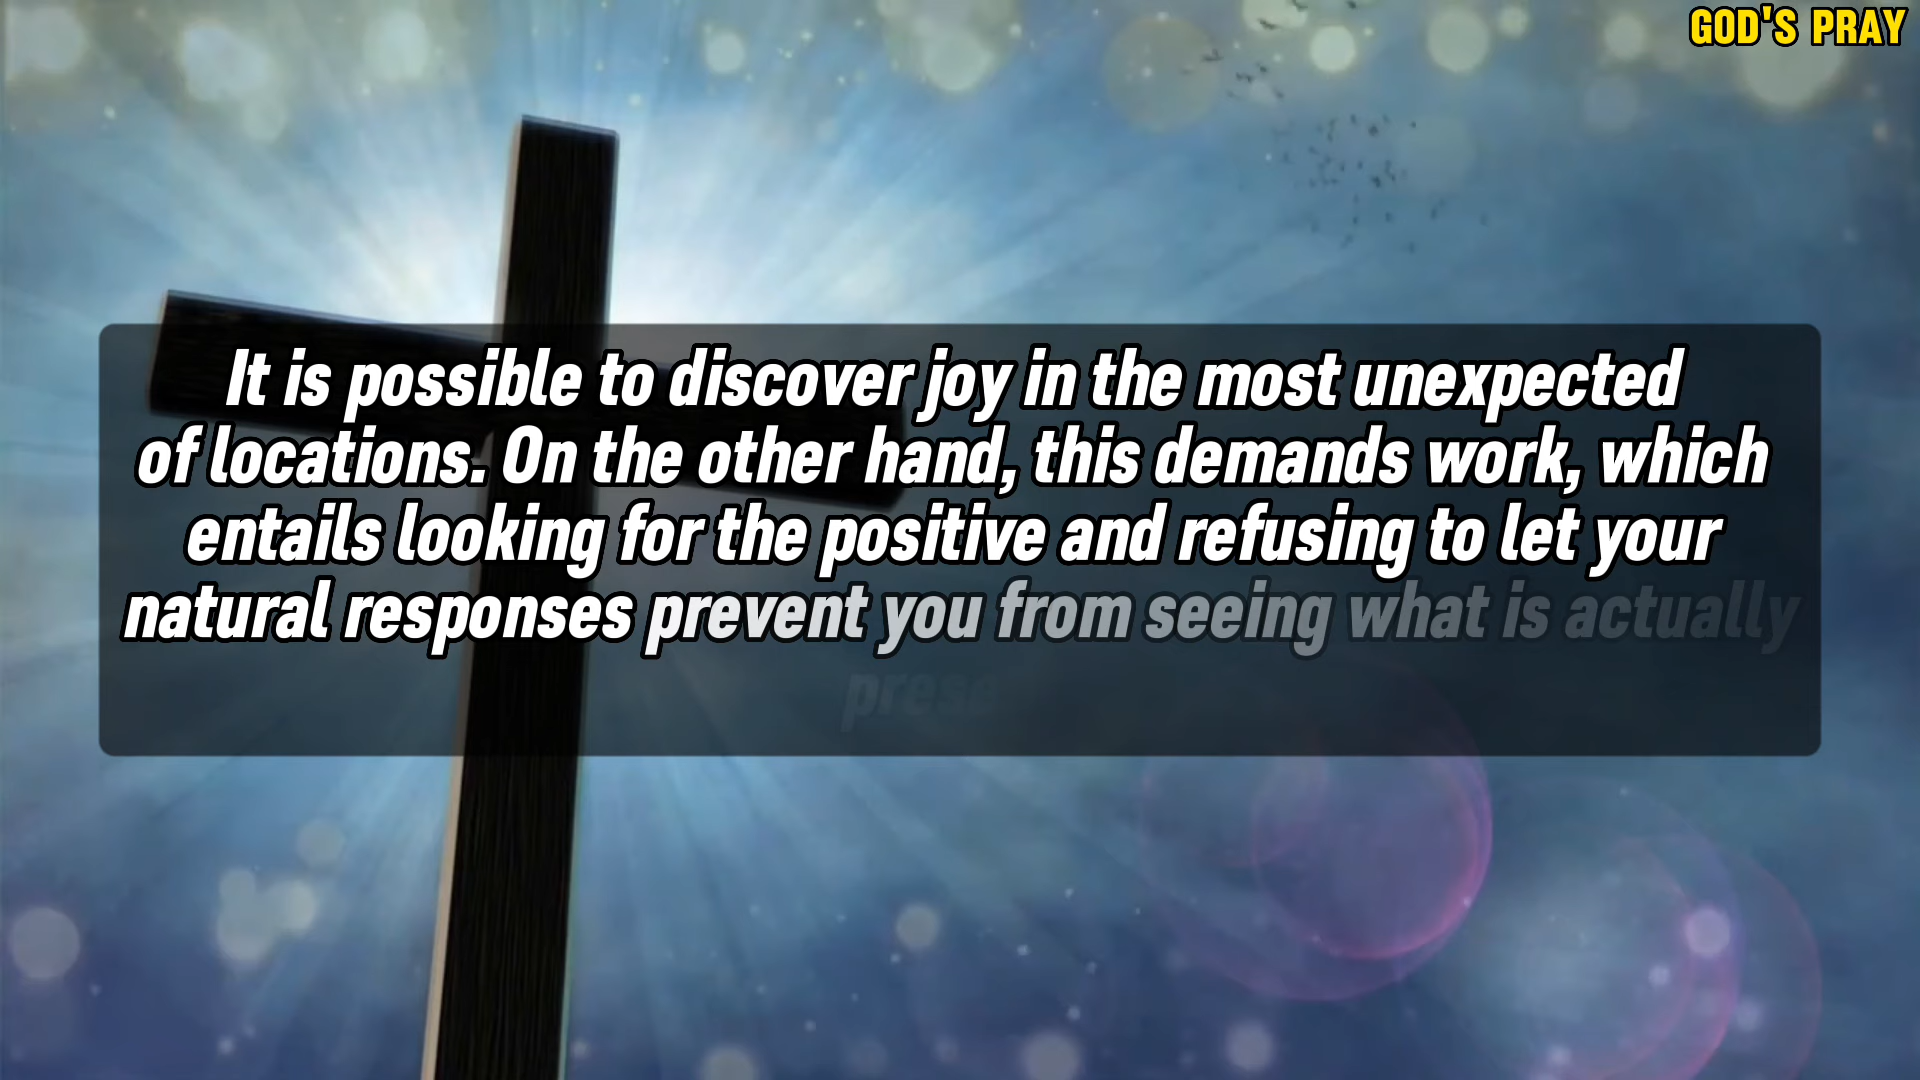 GOD'S PRAY
It is possible to discover joy in the most unexpected
of locations. On the other hand, this demands work, which
entails looking for the positive and refusing to let your
natural responses prevent you from seeing what is actually
prese